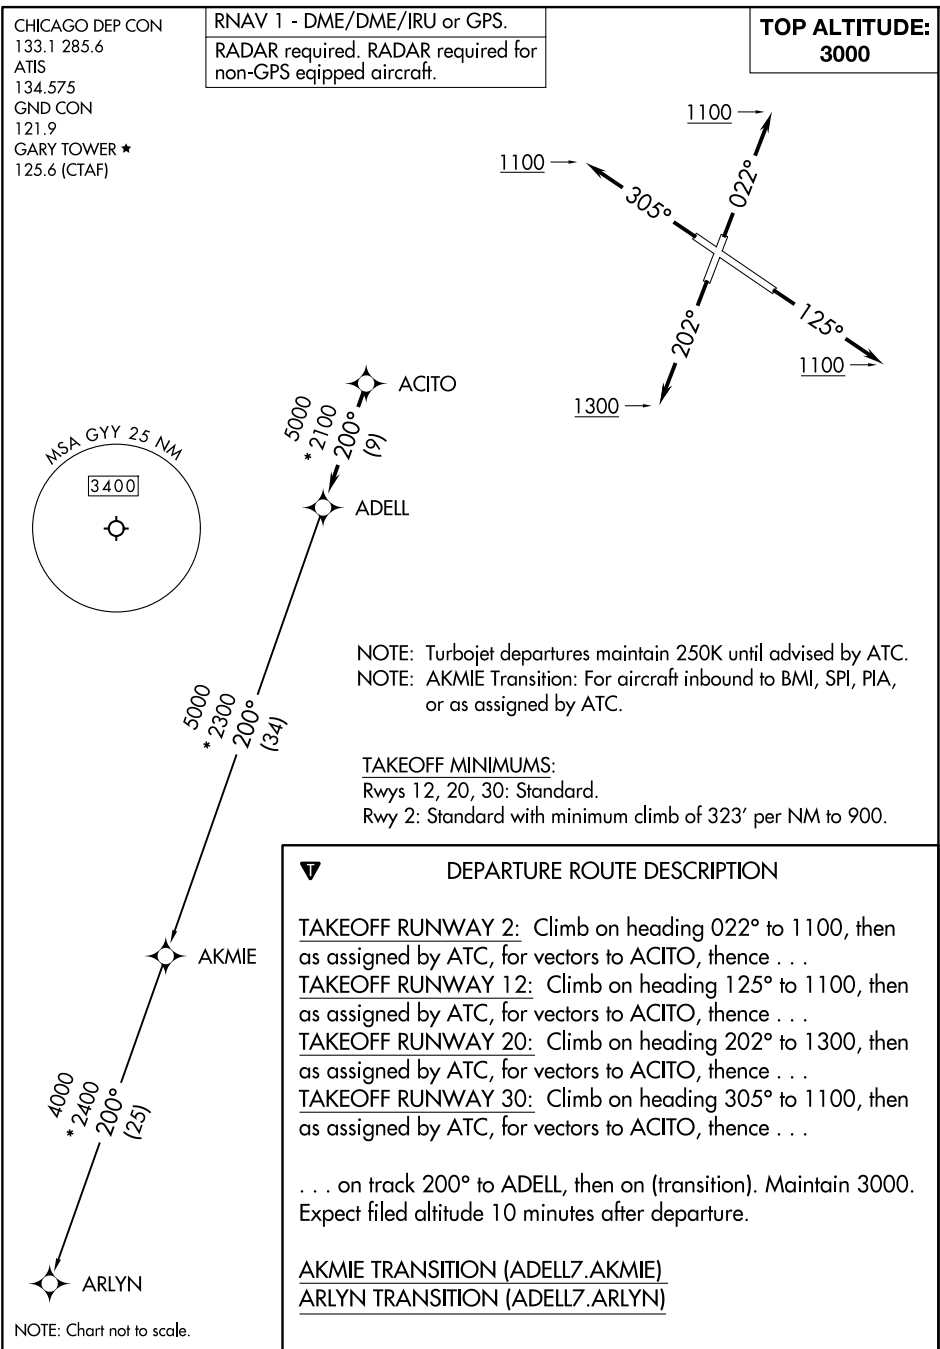 CHICAGO DEP CON
133.1 285.6
ATIS
134.575
GND CON
121.9
GARY TOWER ★
125.6 (CTAF)
RNAV 1 - DME/DME/IRU or GPS.
RADAR required. RADAR required for
non-GPS eqipped aircraft.
TOP ALTITUDE:
3000
1100
022°
1100
305°
125°
1100
202°
1300
ACITO
5000
* 2100
200°
(9)
ADELL
MSA GYY 25 NM
3400
5000
* 2300
200°
(34)
AKMIE
4000
* 2400
200°
(25)
ARLYN
NOTE: Chart not to scale.
NOTE: Turbojet departures maintain 250K until advised by ATC.
NOTE: AKMIE Transition: For aircraft inbound to BMI, SPI, PIA,
or as assigned by ATC.
TAKEOFF MINIMUMS:
Rwys 12, 20, 30: Standard.
Rwy 2: Standard with minimum climb of 323' per NM to 900.
T
DEPARTURE ROUTE DESCRIPTION
TAKEOFF RUNWAY 2: Climb on heading 022° to 1100, then
as assigned by ATC, for vectors to ACITO, thence . . .
TAKEOFF RUNWAY 12: Climb on heading 125° to 1100, then
as assigned by ATC, for vectors to ACITO, thence . . .
TAKEOFF RUNWAY 20: Climb on heading 202° to 1300, then
as assigned by ATC, for vectors to ACITO, thence . . .
TAKEOFF RUNWAY 30: Climb on heading 305° to 1100, then
as assigned by ATC, for vectors to ACITO, thence . . .
. . . on track 200° to ADELL, then on (transition). Maintain 3000.
Expect filed altitude 10 minutes after departure.
AKMIE TRANSITION (ADELL7.AKMIE)
ARLYN TRANSITION (ADELL7.ARLYN)